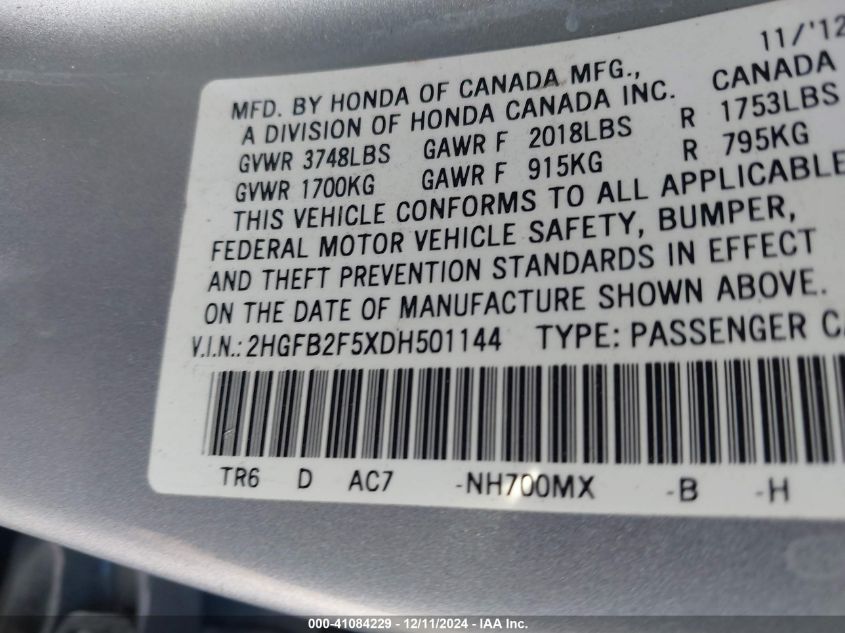 11/'12
MFD. BY HONDA OF CANADA MFG., CANADA
A DIVISION OF HONDA CANADA INC.
GVWR 3748LBS GAWR F 2018LBS R 1753LBS
GVWR 1700KG GAWR F 915KG R 795KG
THIS VEHICLE CONFORMS TO ALL APPLICABLE
FEDERAL MOTOR VEHICLE SAFETY, BUMPER,
AND THEFT PREVENTION STANDARDS IN EFFECT
ON THE DATE OF MANUFACTURE SHOWN ABOVE.
V.I.N.: 2HGFB2F5XDH501144 TYPE: PASSENGER CA
TR6 D AC7 -NH700MX -B -H
000-41084229 - 12/11/2024 - IAA Inc.